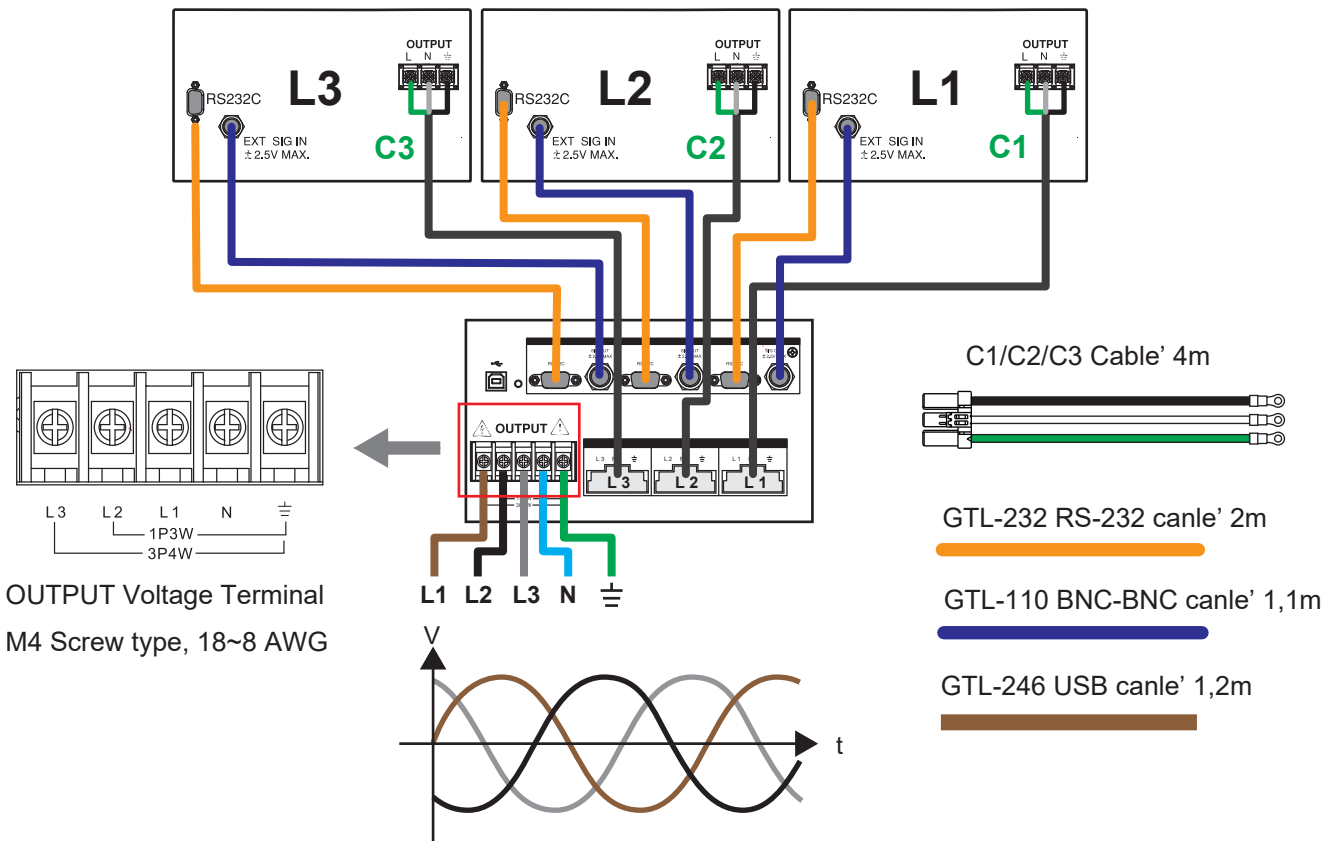 OUTPUT
L N
L3
RS232C
EXT SIG IN
± 2.5V MAX.
C3
OUTPUT
L N
L2
RS232C
EXT SIG IN
± 2.5V MAX.
C2
OUTPUT
L N
L1
RS232C
EXT SIG IN
± 2.5V MAX.
C1
OUTPUT
L 3
L 2
L 1
L1 L2 L3 N
L 3 L 2 L 1 N
1P3W
3P4W
OUTPUT Voltage Terminal
M4 Screw type, 18~8 AWG
V
t
C1/C2/C3 Cable’ 4m
GTL-232 RS-232 canle’ 2m
GTL-110 BNC-BNC canle’ 1,1m
GTL-246 USB canle’ 1,2m